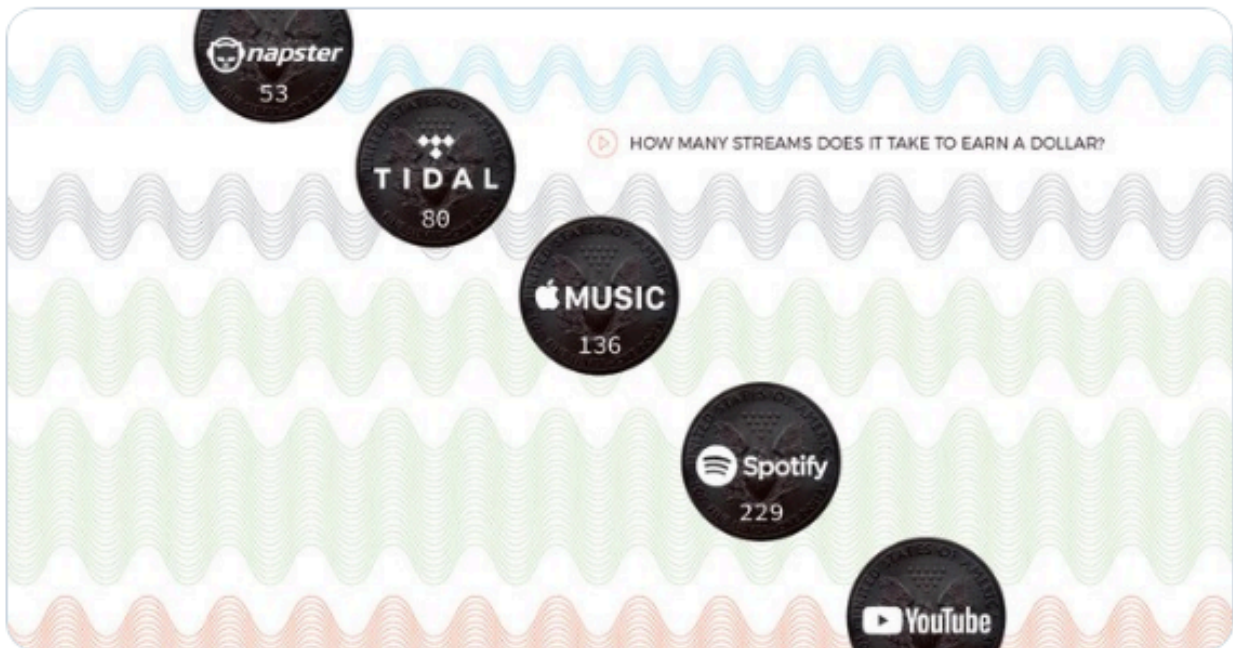 napster
53
TIDAL
80
HOW MANY STREAMS DOES IT TAKE TO EARN A DOLLAR?
MUSIC
136
Spotify
229
YouTube